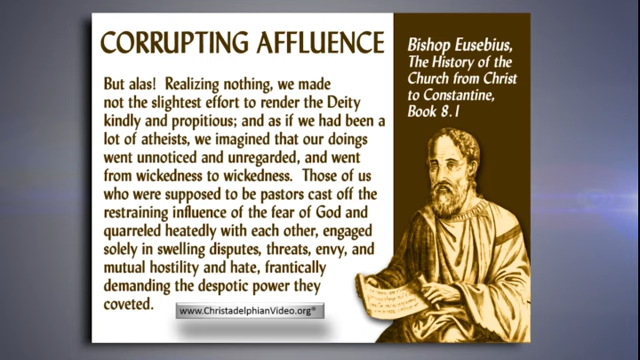 CORRUPTING AFFLUENCE
But alas! Realizing nothing, we made
not the slightest effort to render the Deity
kindly and propitious; and as if we had been a
lot of atheists, we imagined that our doings
went unnoticed and unregarded, and went
from wickedness to wickedness. Those of us
who were supposed to be pastors cast off the
restraining influence of the fear of God and
quarreled heatedly with each other, engaged
solely in swelling disputes, threats, envy, and
mutual hostility and hate, frantically
demanding the despotic power they
coveted.
www.ChristadelphianVideo.org®
Bishop Eusebius,
The History of the
Church from Christ
to Constantine,
Book 8.1